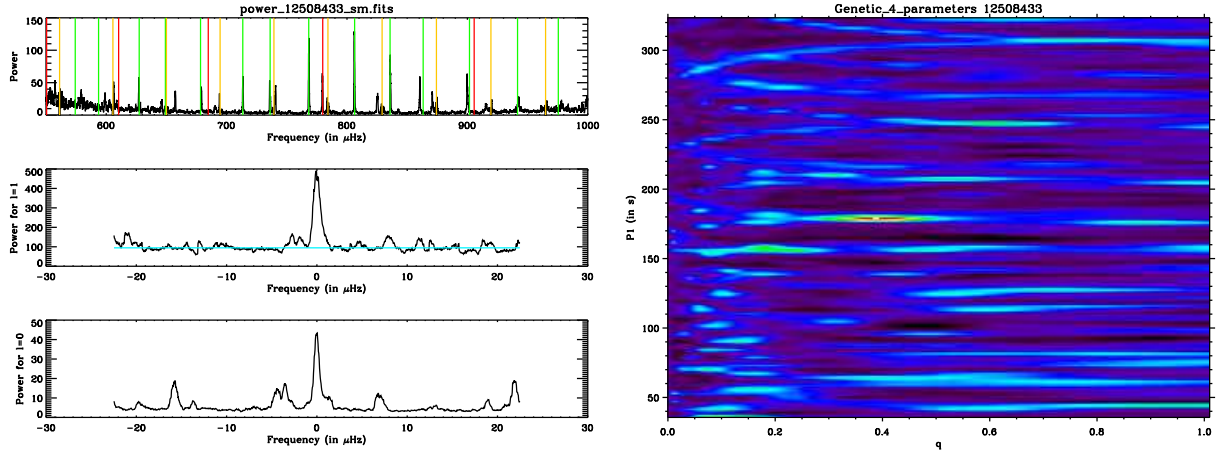 power_12508433_sm.fits
Power
150
100
50
0
600 700 800 900 1000
Frequency (in μHz)
Power for l=1
500
400
300
200
100
0
−30 −20 −10 0 10 20 30
Frequency (in μHz)
Power for l=0
50
40
30
20
10
0
−30 −20 −10 0 10 20 30
Frequency (in μHz)
Genetic_4_parameters 12508433
P1 (in s)
300
250
200
150
100
50
0.0 0.2 0.4 0.6 0.8 1.0
q